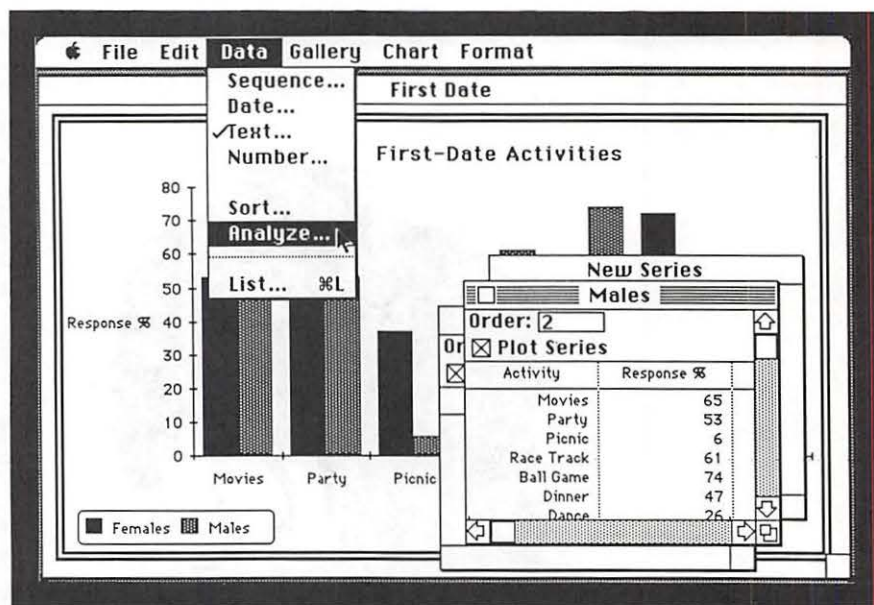 File Edit Data Gallery Chart Format
First Date
Sequence...
Date...
✓Text...
Number...
Sort...
Analyze...
List... ⌘L
First-Date Activities
Response %
80
70
60
50
40
30
20
10
0
Movies Party Picnic
Females Males
New Series
Males
Order: 2
Or
Plot Series
Activity Response %
Movies 65
Party 53
Picnic 6
Race Track 61
Ball Game 74
Dinner 47
Dance 26